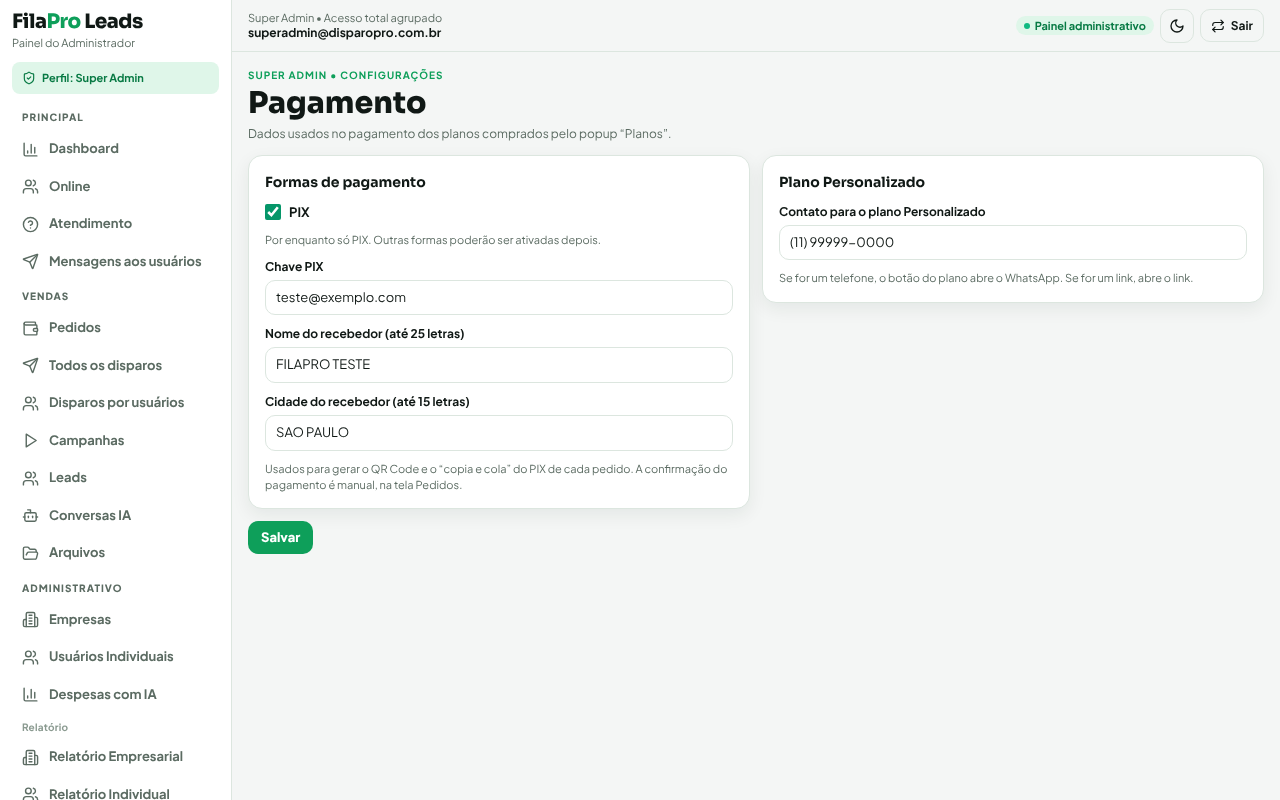 FilaPro Leads
Painel do Administrador
Perfil: Super Admin
PRINCIPAL
Dashboard
Online
Atendimento
Mensagens aos usuários
VENDAS
Pedidos
Todos os disparos
Disparos por usuários
Campanhas
Leads
Conversas IA
Arquivos
ADMINISTRATIVO
Empresas
Usuários Individuais
Despesas com IA
Relatório
Relatório Empresarial
Relatório Individual
Super Admin • Acesso total agrupado
superadmin@disparopro.com.br
Painel administrativo
Sair
SUPER ADMIN • CONFIGURAÇÕES
Pagamento
Dados usados no pagamento dos planos comprados pelo popup “Planos”.
Formas de pagamento
PIX
Por enquanto só PIX. Outras formas poderão ser ativadas depois.
Chave PIX
teste@exemplo.com
Nome do recebedor (até 25 letras)
FILAPRO TESTE
Cidade do recebedor (até 15 letras)
SAO PAULO
Usados para gerar o QR Code e o “copia e cola” do PIX de cada pedido. A confirmação do
pagamento é manual, na tela Pedidos.
Salvar
Plano Personalizado
Contato para o plano Personalizado
(11) 99999-0000
Se for um telefone, o botão do plano abre o WhatsApp. Se for um link, abre o link.